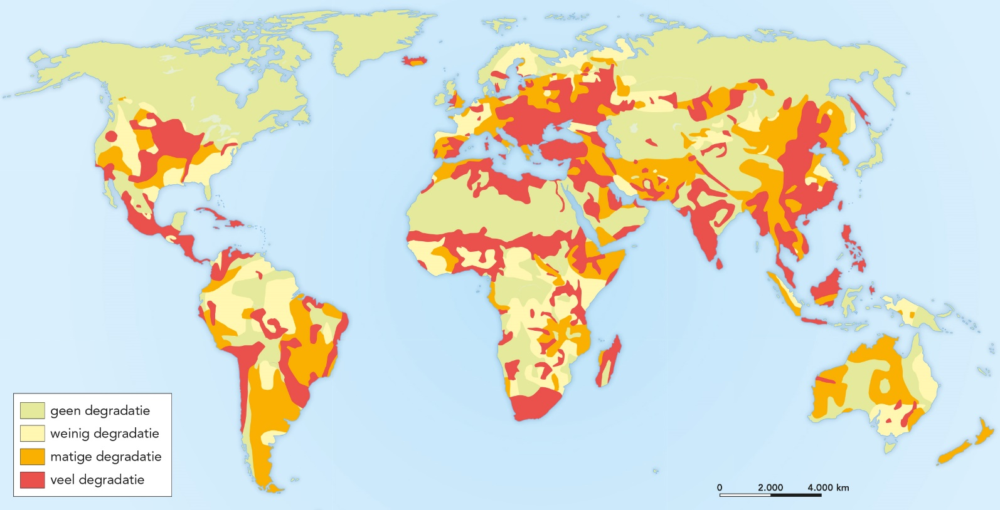 geen degradatie
weinig degradatie
matige degradatie
veel degradatie
0 2.000 4.000 km